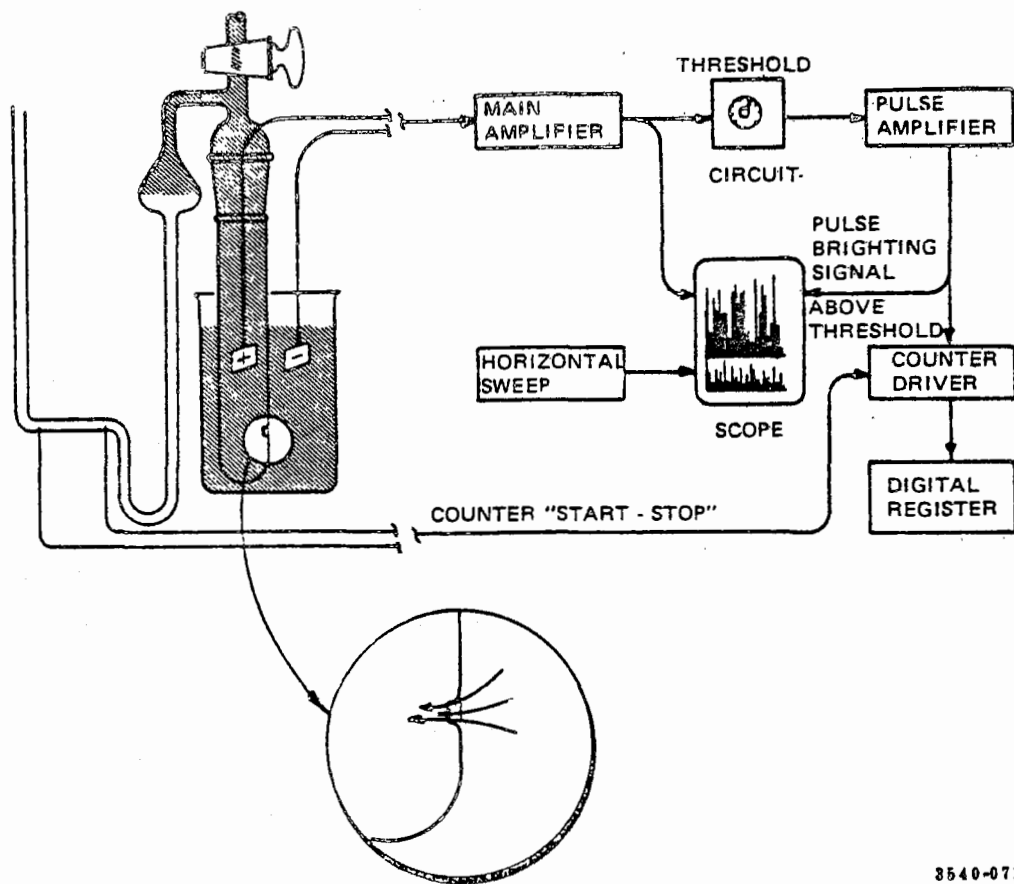 THRESHOLD
MAIN
AMPLIFIER
PULSE
AMPLIFIER
CIRCUIT-
PULSE
BRIGHTING
SIGNAL
ABOVE
THRESHOLD
+
−
HORIZONTAL
SWEEP
COUNTER
DRIVER
SCOPE
DIGITAL
REGISTER
COUNTER "START - STOP"